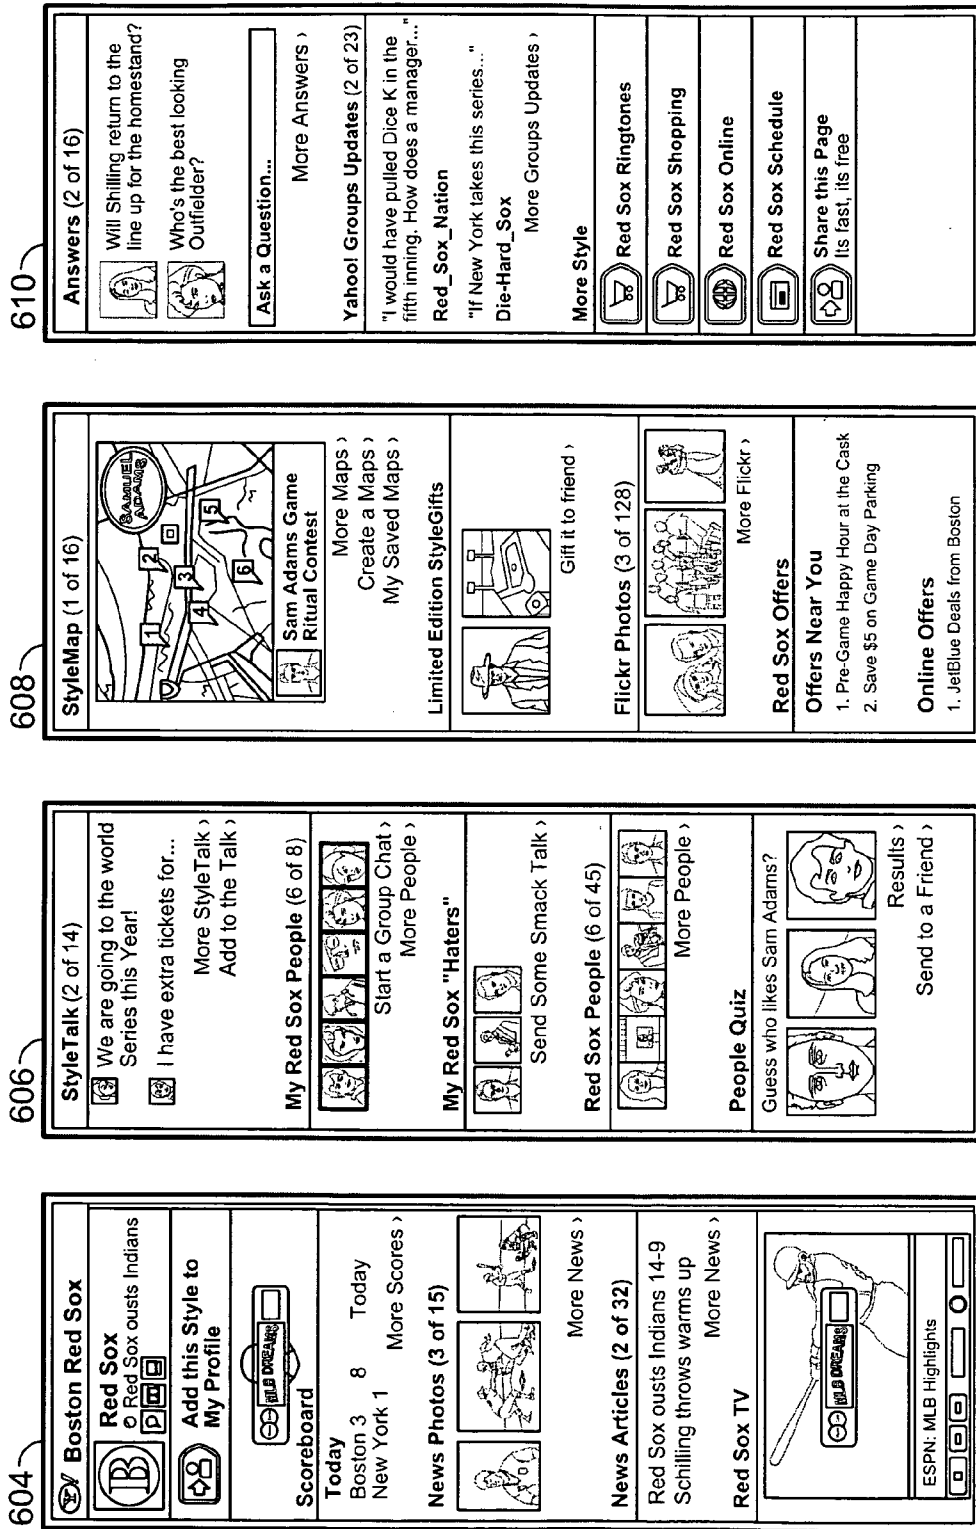 604
Y! Boston Red Sox
B
Red Sox
Red Sox ousts Indians
P
Add this Style to
My Profile
MLB DREAMS
Scoreboard
Today
Boston 3 8 Today
New York 1
More Scores ›
News Photos (3 of 15)
More News ›
News Articles (2 of 32)
Red Sox ousts Indians 14-9
Schilling throws warms up
More News ›
Red Sox TV
MLB DREAMS
ESPN: MLB Highlights
606
StyleTalk (2 of 14)
We are going to the world
Series this Year!
I have extra tickets for...
More StyleTalk ›
Add to the Talk ›
My Red Sox People (6 of 8)
Start a Group Chat ›
More People ›
My Red Sox "Haters"
Send Some Smack Talk ›
Red Sox People (6 of 45)
More People ›
People Quiz
Guess who likes Sam Adams?
Results ›
Send to a Friend ›
608
StyleMap (1 of 16)
SAMUEL
ADAMS
1
2
3
4
5
6
Sam Adams Game
Ritual Contest
More Maps ›
Create a Maps ›
My Saved Maps ›
Limited Edition StyleGifts
Gift it to friend ›
Flickr Photos (3 of 128)
More Flickr ›
Red Sox Offers
Offers Near You
1. Pre-Game Happy Hour at the Cask
2. Save $5 on Game Day Parking
Online Offers
1. JetBlue Deals from Boston
610
Answers (2 of 16)
Will Shilling return to the
line up for the homestand?
Who's the best looking
Outfielder?
Ask a Question...
More Answers ›
Yahoo! Groups Updates (2 of 23)
"I would have pulled Dice K in the
fifth inning. How does a manager..."
Red_Sox_Nation
"If New York takes this series..."
Die-Hard_Sox
More Groups Updates ›
More Style
Red Sox Ringtones
Red Sox Shopping
Red Sox Online
Red Sox Schedule
Share this Page
Its fast, its free